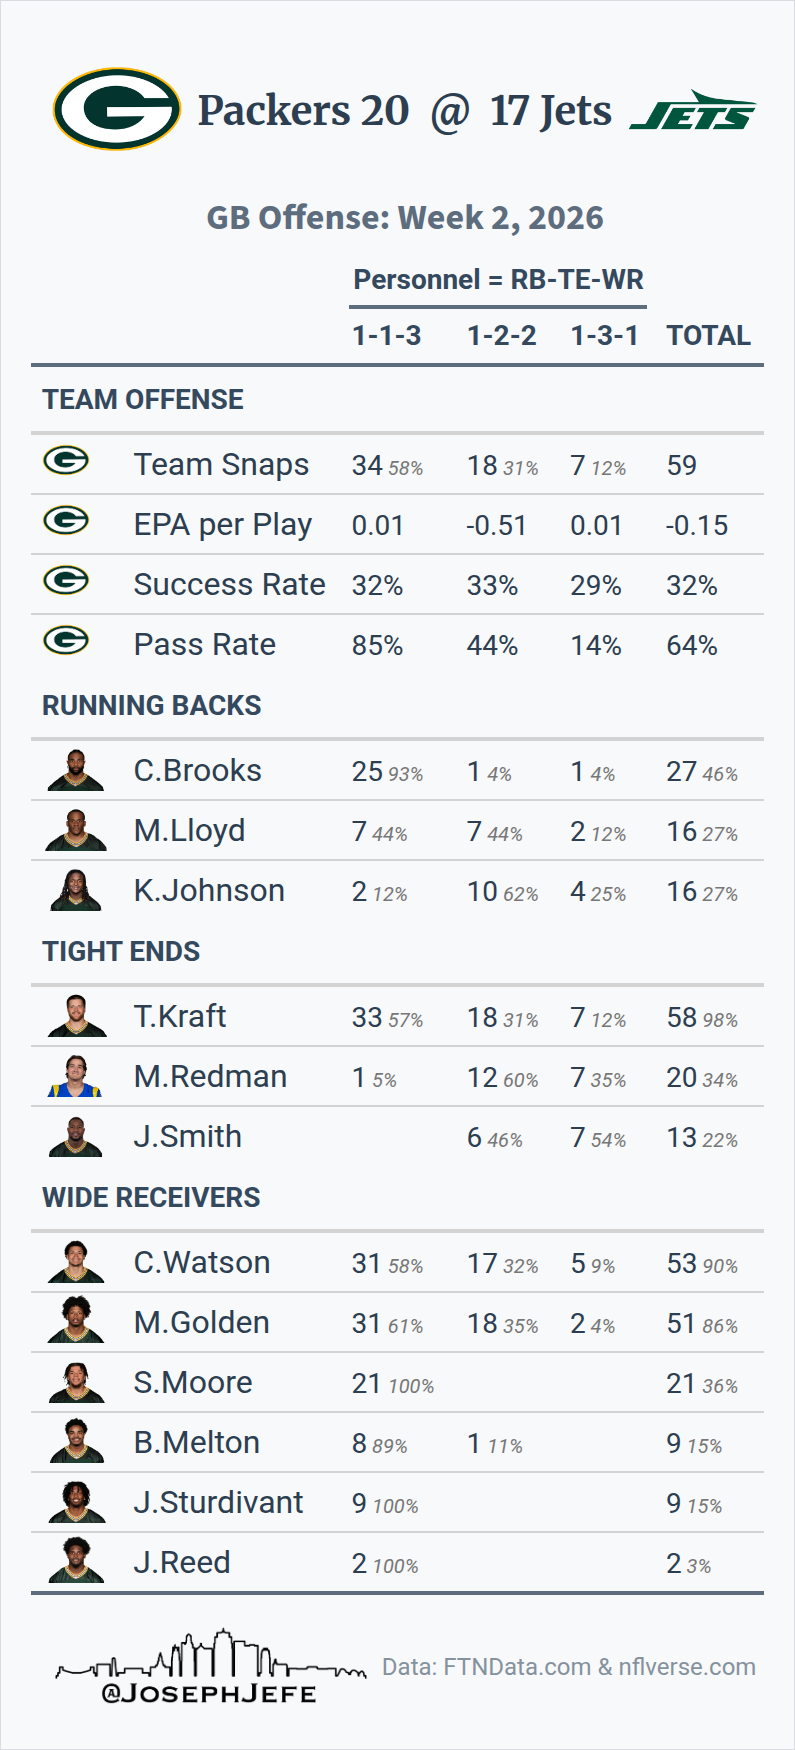 Packers 20 @ 17 Jets JETS
GB Offense: Week 2, 2026
Personnel = RB-TE-WR
1-1-3 1-2-2 1-3-1 TOTAL
TEAM OFFENSE
Team Snaps 34 58% 18 31% 7 12% 59
EPA per Play 0.01 -0.51 0.01 -0.15
Success Rate 32% 33% 29% 32%
Pass Rate 85% 44% 14% 64%
RUNNING BACKS
C.Brooks 25 93% 1 4% 1 4% 27 46%
M.Lloyd 7 44% 7 44% 2 12% 16 27%
K.Johnson 2 12% 10 62% 4 25% 16 27%
TIGHT ENDS
T.Kraft 33 57% 18 31% 7 12% 58 98%
M.Redman 1 5% 12 60% 7 35% 20 34%
J.Smith 6 46% 7 54% 13 22%
WIDE RECEIVERS
C.Watson 31 58% 17 32% 5 9% 53 90%
M.Golden 31 61% 18 35% 2 4% 51 86%
S.Moore 21 100% 21 36%
B.Melton 8 89% 1 11% 9 15%
J.Sturdivant 9 100% 9 15%
J.Reed 2 100% 2 3%
@JOSEPHJEFE Data: FTNData.com & nflverse.com